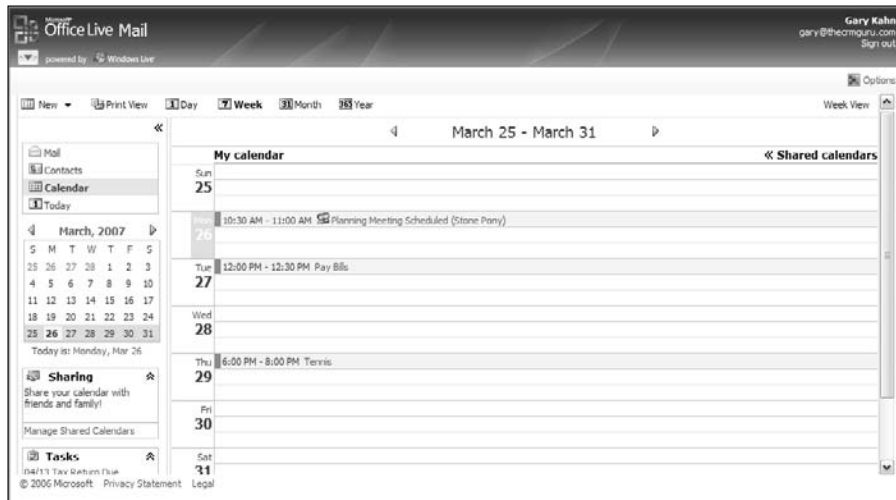 Microsoft®
Office Live Mail
powered by Windows Live
Gary Kahn
gary@thecrmguru.com
Sign out
Options
New Print View 1 Day 7 Week 31 Month 365 Year Week View
«
Mail
Contacts
Calendar
1 Today
March, 2007
S M T W T F S
25 26 27 28 1 2 3
4 5 6 7 8 9 10
11 12 13 14 15 16 17
18 19 20 21 22 23 24
25 26 27 28 29 30 31
Today is: Monday, Mar 26
Sharing
Share your calendar with
friends and family!
Manage Shared Calendars
Tasks
04/13 Tax Return Due
March 25 - March 31
My calendar « Shared calendars
Sun
25
Mon
26
10:30 AM - 11:00 AM Planning Meeting Scheduled (Stone Pony)
Tue
27
12:00 PM - 12:30 PM Pay Bills
Wed
28
Thu
29
6:00 PM - 8:00 PM Tennis
Fri
30
Sat
31
© 2006 Microsoft Privacy Statement Legal